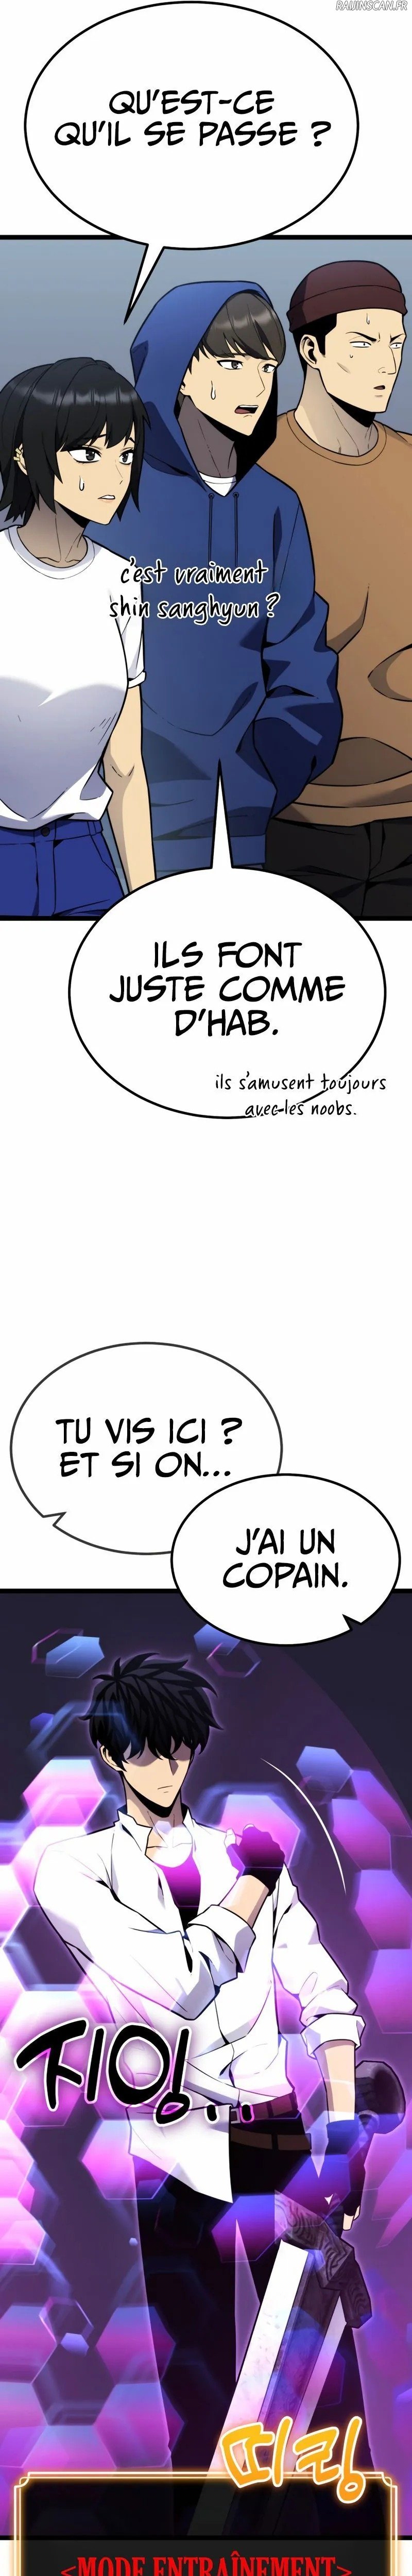 RAIJINSCAN.FR
QU'EST-CE
QU'IL SE PASSE ?
c'est vraiment
shin sanghyun ?
ILS FONT
JUSTE COMME
D'HAB.
ils s'amusent toujours
avec les noobs.
TU VIS ICI ?
ET SI ON...
J'AI UN
COPAIN.
지이잉..
띠링
<MODE ENTRAÎNEMENT>